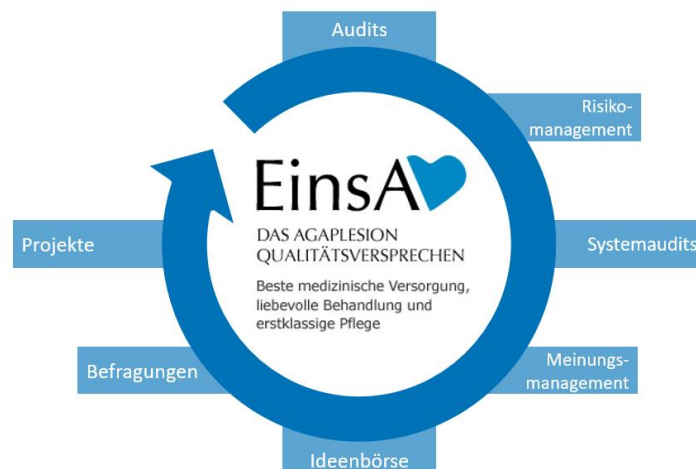 Audits
Risiko-
management
Systemaudits
Meinungs-
management
Ideenbörse
Befragungen
Projekte
EinsA
DAS AGAPLESION
QUALITÄTSVERSPRECHEN
Beste medizinische Versorgung,
liebevolle Behandlung und
erstklassige Pflege